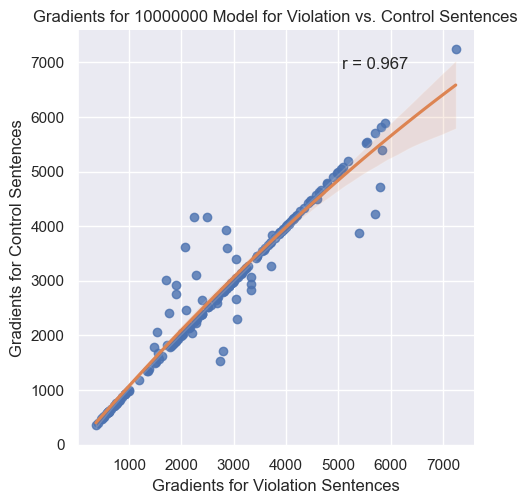 Gradients for 10000000 Model for Violation vs. Control Sentences
r = 0.967
7000
6000
5000
4000
3000
2000
1000
0
Gradients for Control Sentences
1000 2000 3000 4000 5000 6000 7000
Gradients for Violation Sentences